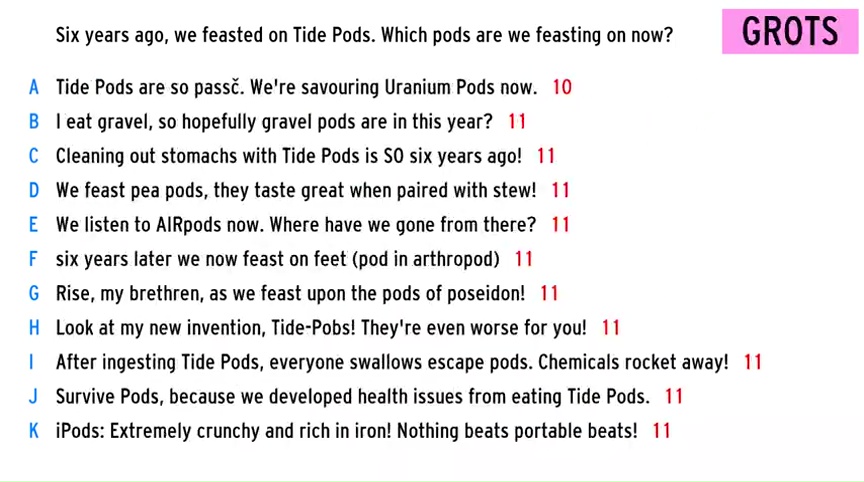 Six years ago, we feasted on Tide Pods. Which pods are we feasting on now?
GROTS
A Tide Pods are so passč. We're savouring Uranium Pods now. 10
B I eat gravel, so hopefully gravel pods are in this year? 11
C Cleaning out stomachs with Tide Pods is SO six years ago! 11
D We feast pea pods, they taste great when paired with stew! 11
E We listen to AIRpods now. Where have we gone from there? 11
F six years later we now feast on feet (pod in arthropod) 11
G Rise, my brethren, as we feast upon the pods of poseidon! 11
H Look at my new invention, Tide-Pobs! They're even worse for you! 11
I After ingesting Tide Pods, everyone swallows escape pods. Chemicals rocket away! 11
J Survive Pods, because we developed health issues from eating Tide Pods. 11
K iPods: Extremely crunchy and rich in iron! Nothing beats portable beats! 11